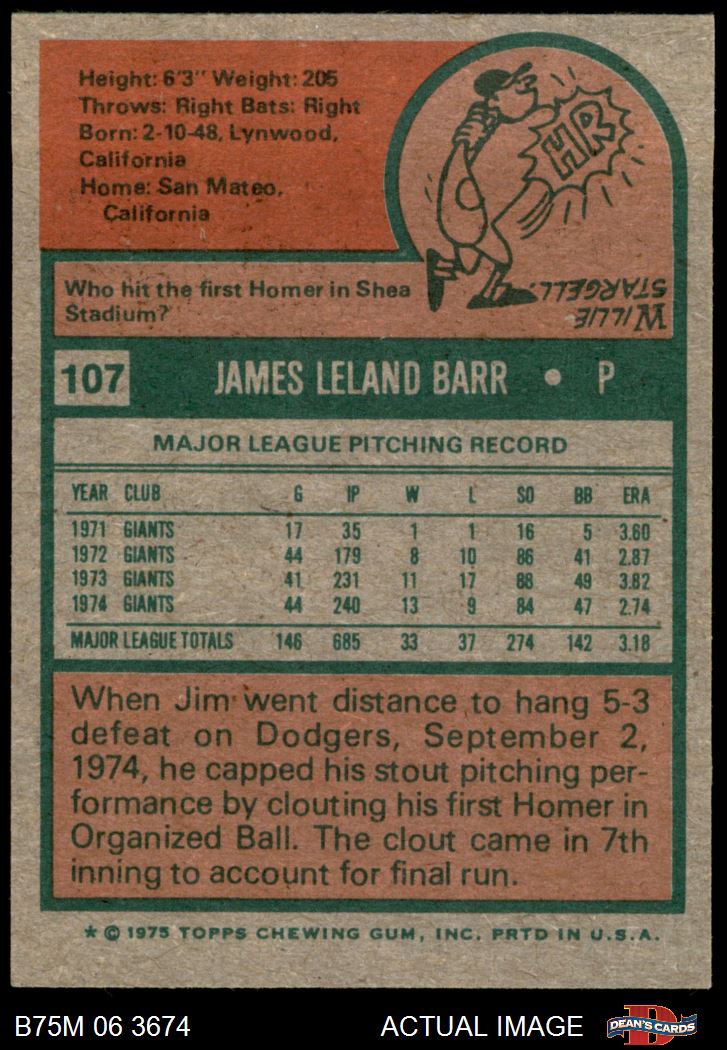 Height: 6'3" Weight: 205
Throws: Right Bats: Right
Born: 2-10-48, Lynwood,
California
Home: San Mateo,
California
HR
Who hit the first Homer in Shea
Stadium?
WILLIE
STARGELL.
107 JAMES LELAND BARR • P
MAJOR LEAGUE PITCHING RECORD
YEAR CLUB G IP W L SO BB ERA
1971 GIANTS 17 35 1 1 16 5 3.60
1972 GIANTS 44 179 8 10 86 41 2.87
1973 GIANTS 41 231 11 17 88 49 3.82
1974 GIANTS 44 240 13 9 84 47 2.74
MAJOR LEAGUE TOTALS 146 685 33 37 274 142 3.18
When Jim went distance to hang 5-3
defeat on Dodgers, September 2,
1974, he capped his stout pitching per-
formance by clouting his first Homer in
Organized Ball. The clout came in 7th
inning to account for final run.
* © 1975 TOPPS CHEWING GUM, INC. PRTD IN U.S.A.
B75M 06 3674 ACTUAL IMAGE D DEAN'S CARDS